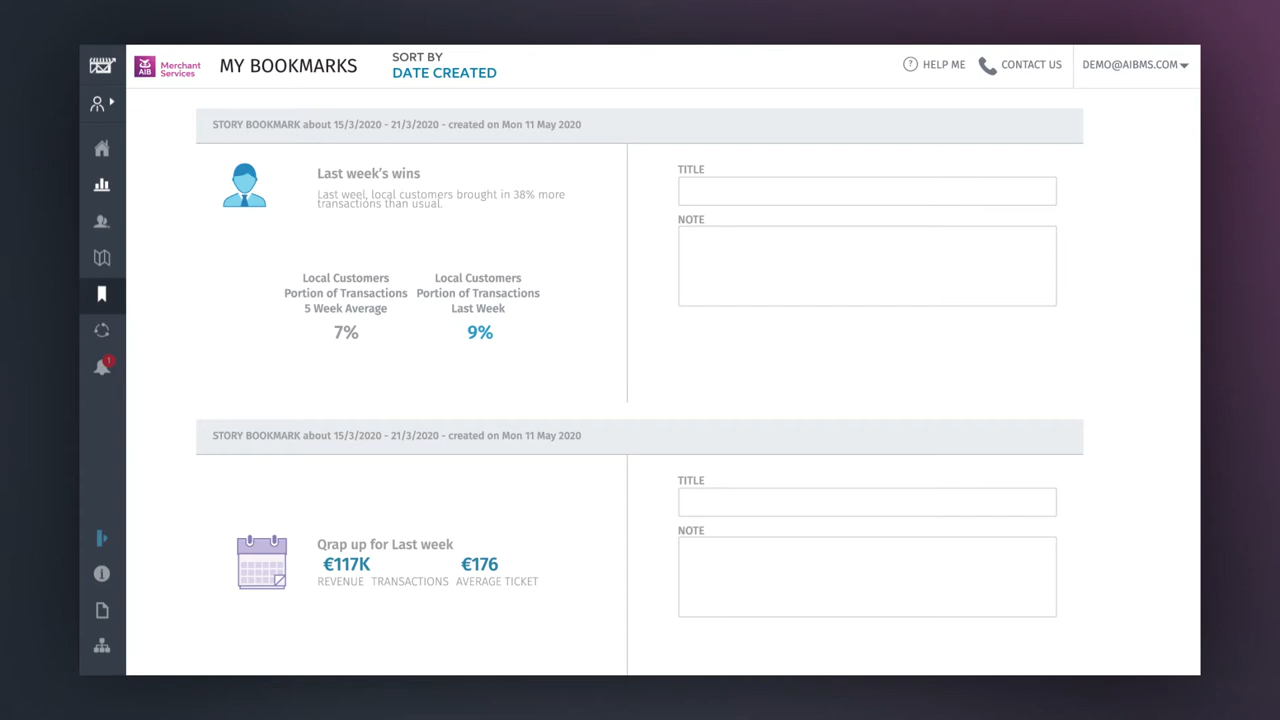 AIB
Merchant
Services
MY BOOKMARKS
SORT BY
DATE CREATED
? HELP ME
CONTACT US
DEMO@AIBMS.COM
STORY BOOKMARK about 15/3/2020 - 21/3/2020 - created on Mon 11 May 2020
Last week's wins
Last weel, local customers brought in 38% more
transactions than usual.
Local Customers
Portion of Transactions
5 Week Average
7%
Local Customers
Portion of Transactions
Last Week
9%
TITLE
NOTE
1
STORY BOOKMARK about 15/3/2020 - 21/3/2020 - created on Mon 11 May 2020
Qrap up for Last week
€117K €176
REVENUE TRANSACTIONS AVERAGE TICKET
TITLE
NOTE